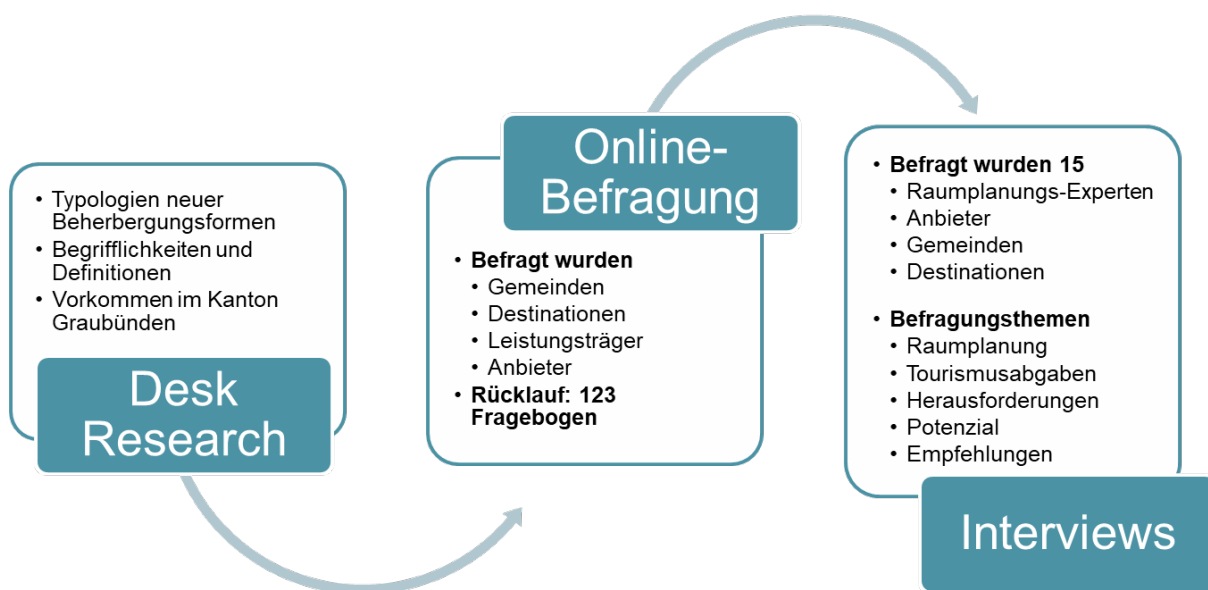 • Typologien neuer
Beherbergungsformen
• Begrifflichkeiten und
Definitionen
• Vorkommen im Kanton
Graubünden
Desk
Research
Online-
Befragung
• Befragt wurden
• Gemeinden
• Destinationen
• Leistungsträger
• Anbieter
• Rücklauf: 123
Fragebogen
• Befragt wurden 15
• Raumplanungs-Experten
• Anbieter
• Gemeinden
• Destinationen
• Befragungsthemen
• Raumplanung
• Tourismusabgaben
• Herausforderungen
• Potenzial
• Empfehlungen
Interviews